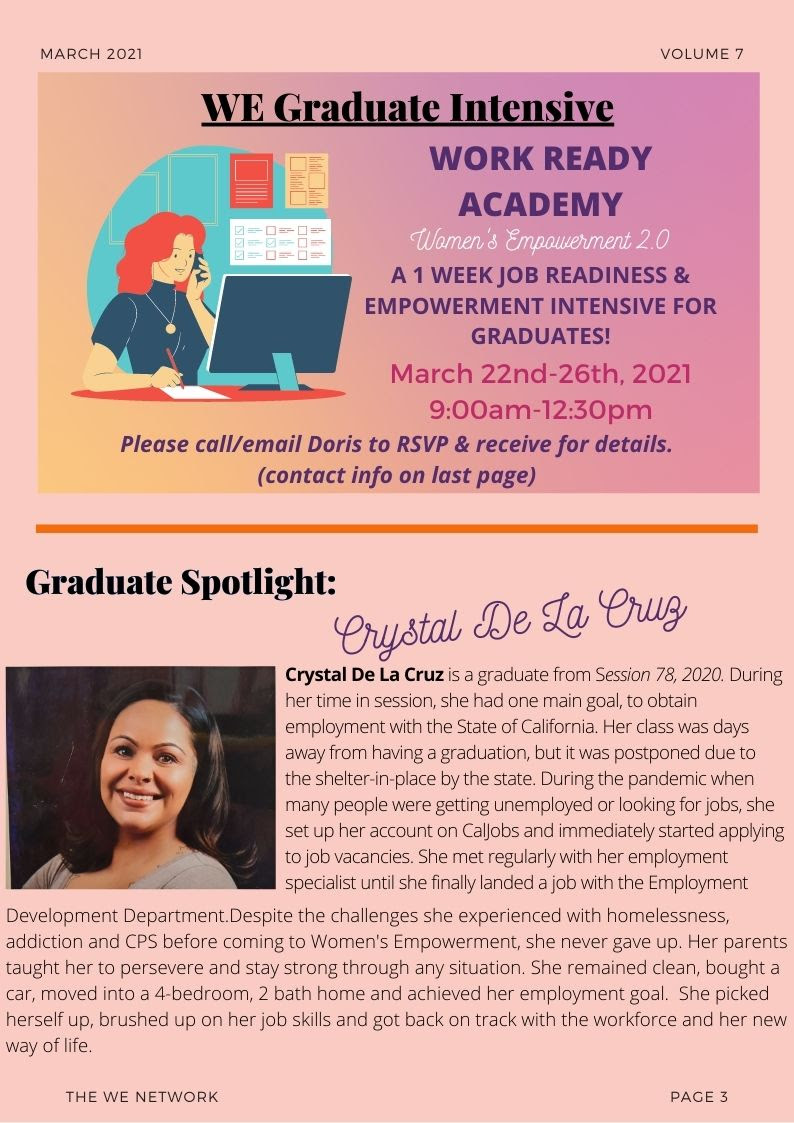 MARCH 2021
VOLUME 7
WE Graduate Intensive
WORK READY
ACADEMY
Women's Empowerment 2.0
A 1 WEEK JOB READINESS &
EMPOWERMENT INTENSIVE FOR
GRADUATES!
March 22nd-26th, 2021
9:00am-12:30pm
Please call/email Doris to RSVP & receive for details.
(contact info on last page)
Graduate Spotlight:
Crystal De La Cruz
Crystal De La Cruz is a graduate from Session 78, 2020. During
her time in session, she had one main goal, to obtain
employment with the State of California. Her class was days
away from having a graduation, but it was postponed due to
the shelter-in-place by the state. During the pandemic when
many people were getting unemployed or looking for jobs, she
set up her account on CalJobs and immediately started applying
to job vacancies. She met regularly with her employment
specialist until she finally landed a job with the Employment
Development Department.Despite the challenges she experienced with homelessness,
addiction and CPS before coming to Women's Empowerment, she never gave up. Her parents
taught her to persevere and stay strong through any situation. She remained clean, bought a
car, moved into a 4-bedroom, 2 bath home and achieved her employment goal.  She picked
herself up, brushed up on her job skills and got back on track with the workforce and her new
way of life.
THE WE NETWORK
PAGE 3